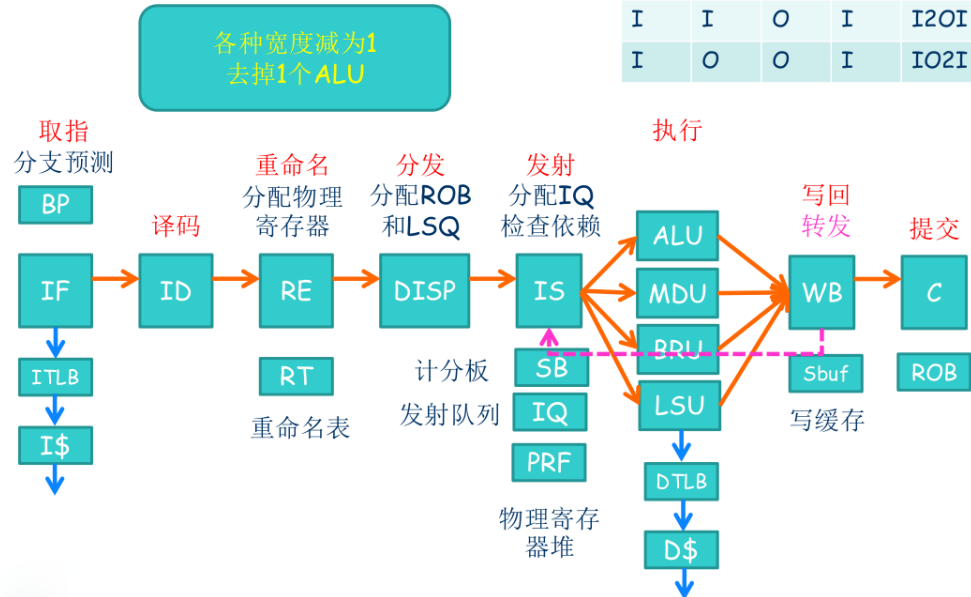 各种宽度减为1
去掉1个ALU
I I O I I2OI
I O O I IO2I
取指
分支预测
BP
译码
重命名
分配物理
寄存器
分发
分配ROB
和LSQ
发射
分配IQ
检查依赖
执行
写回
转发
提交
IF
ID
RE
DISP
IS
ALU
MDU
BRU
LSU
WB
C
ITLB
I$
RT
重命名表
计分板
SB
发射队列
IQ
PRF
物理寄存
器堆
DTLB
D$
Sbuf
写缓存
ROB